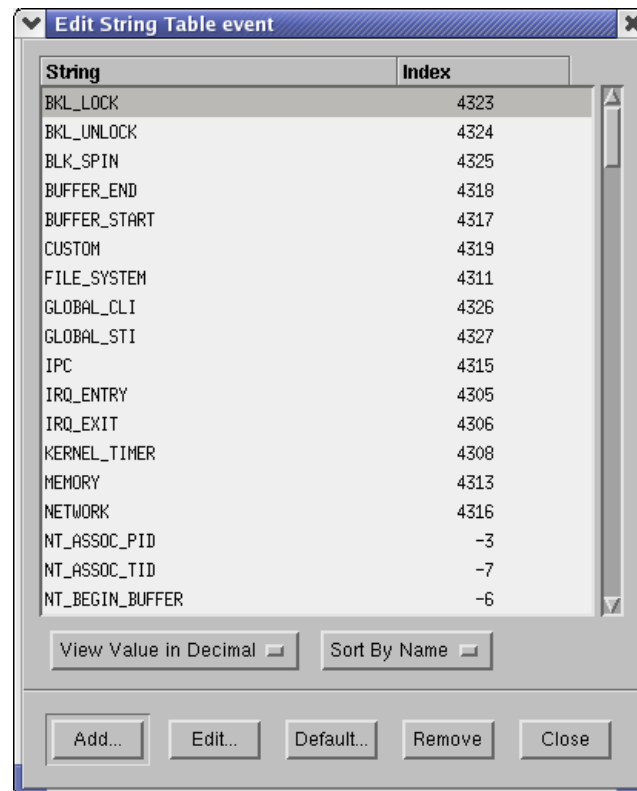 Edit String Table event
String Index
BKL_LOCK 4323
BKL_UNLOCK 4324
BLK_SPIN 4325
BUFFER_END 4318
BUFFER_START 4317
CUSTOM 4319
FILE_SYSTEM 4311
GLOBAL_CLI 4326
GLOBAL_STI 4327
IPC 4315
IRQ_ENTRY 4305
IRQ_EXIT 4306
KERNEL_TIMER 4308
MEMORY 4313
NETWORK 4316
NT_ASSOC_PID -3
NT_ASSOC_TID -7
NT_BEGIN_BUFFER -6
View Value in Decimal Sort By Name
Add... Edit... Default... Remove Close